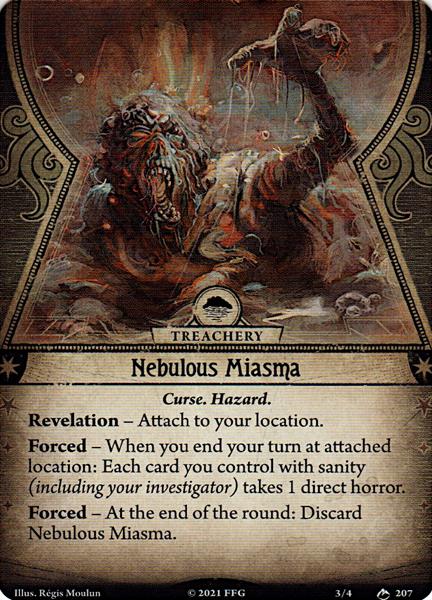 TREACHERY
Nebulous Miasma
Curse. Hazard.
Revelation – Attach to your location.
Forced – When you end your turn at attached
location: Each card you control with sanity
(including your investigator) takes 1 direct horror.
Forced – At the end of the round: Discard
Nebulous Miasma.
Illus. Régis Moulun © 2021 FFG 3/4 207